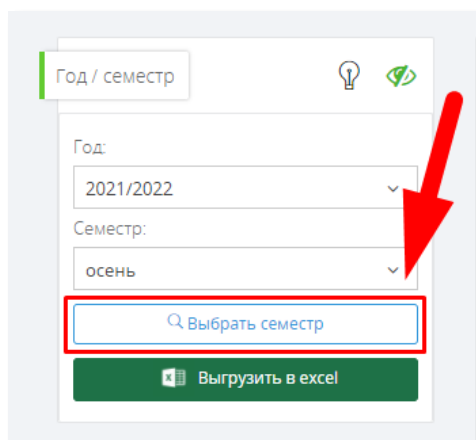 Год / семестр
Год:
2021/2022
Семестр:
осень
Выбрать семестр
Выгрузить в excel